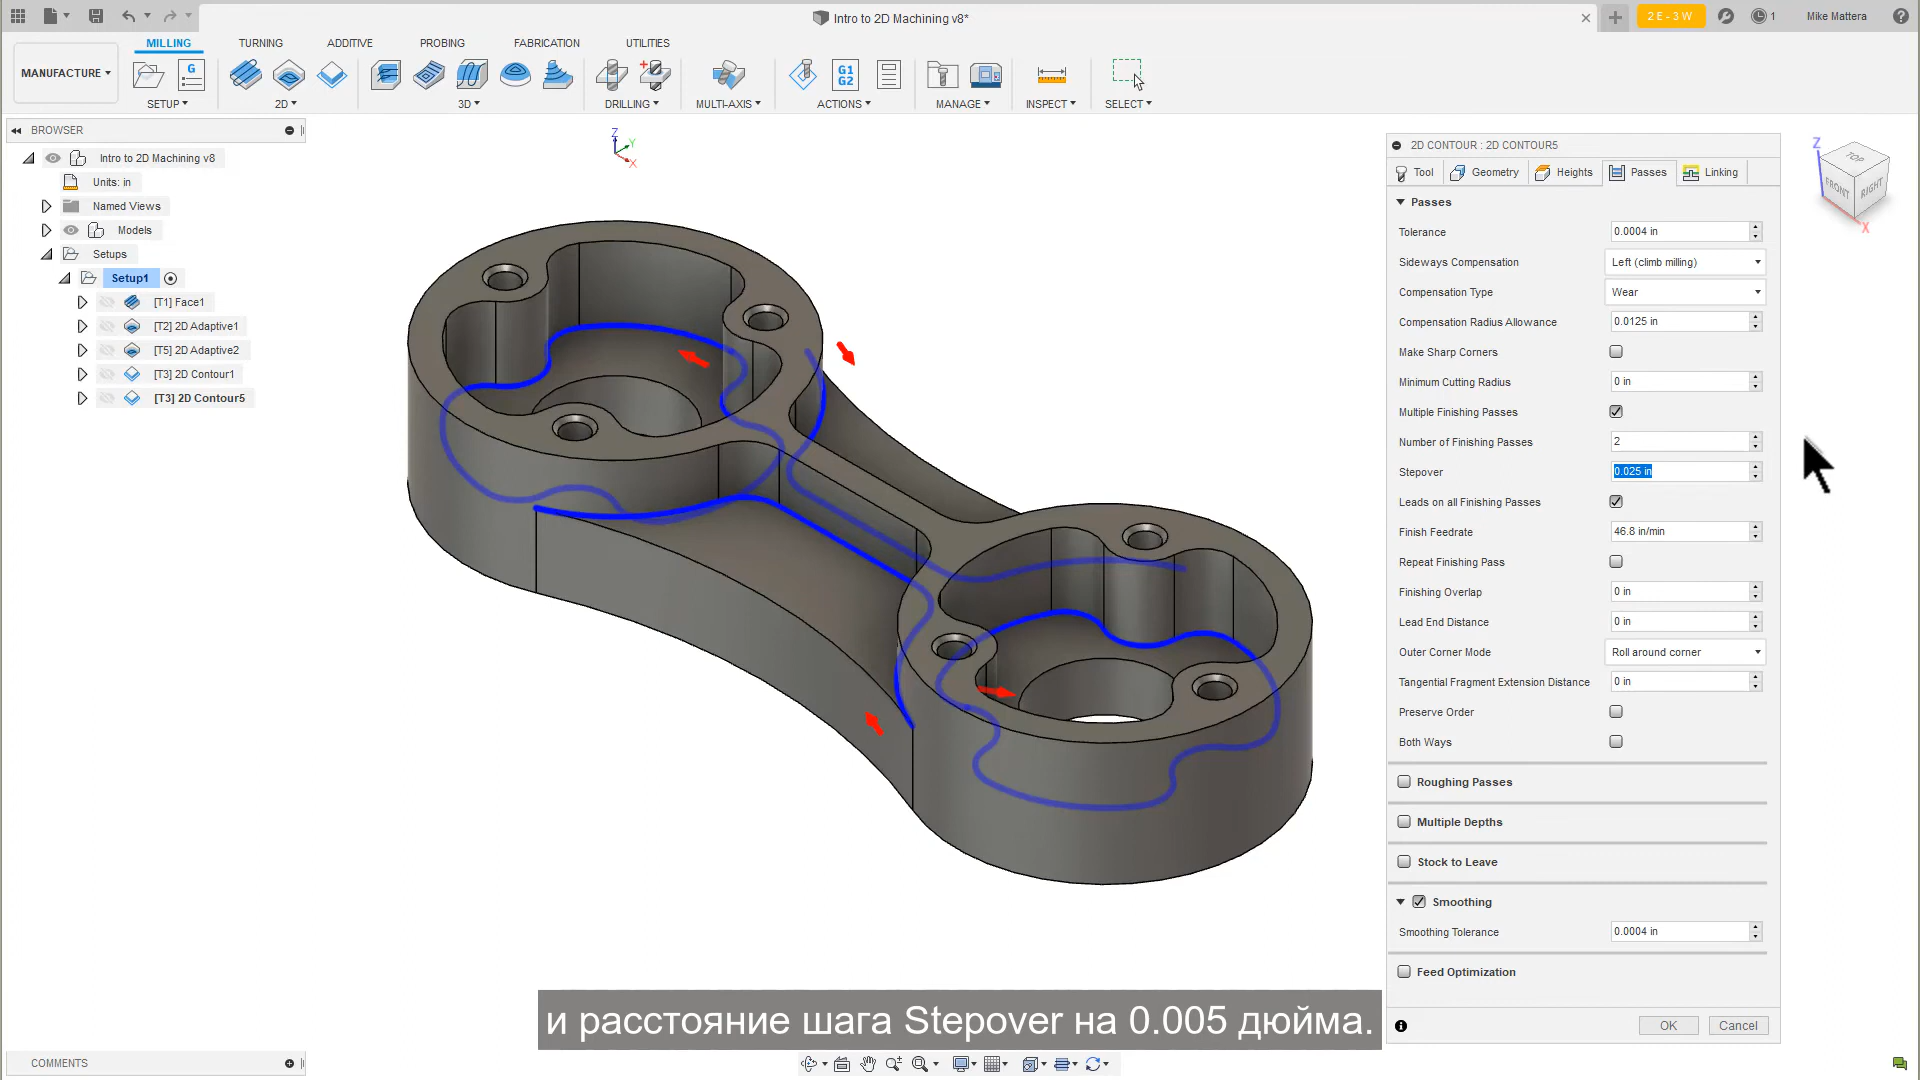 Intro to 2D Machining v8*
2 E - 3 W
1
Mike Mattera
MANUFACTURE
MILLING
TURNING
ADDITIVE
PROBING
FABRICATION
UTILITIES
G
G1
G2
SETUP
2D
3D
DRILLING
MULTI-AXIS
ACTIONS
MANAGE
INSPECT
SELECT
BROWSER
Intro to 2D Machining v8
Units: in
Named Views
Models
Setups
Setup1
[T1] Face1
[T2] 2D Adaptive1
[T5] 2D Adaptive2
[T3] 2D Contour1
[T3] 2D Contour5
Z
Y
X
2D CONTOUR : 2D CONTOUR5
Tool
Geometry
Heights
Passes
Linking
Passes
Tolerance 0.0004 in
Sideways Compensation Left (climb milling)
Compensation Type Wear
Compensation Radius Allowance 0.0125 in
Make Sharp Corners
Minimum Cutting Radius 0 in
Multiple Finishing Passes
Number of Finishing Passes 2
Stepover 0.025 in
Leads on all Finishing Passes
Finish Feedrate 46.8 in/min
Repeat Finishing Pass
Finishing Overlap 0 in
Lead End Distance 0 in
Outer Corner Mode Roll around corner
Tangential Fragment Extension Distance 0 in
Preserve Order
Both Ways
Roughing Passes
Multiple Depths
Stock to Leave
Smoothing
Smoothing Tolerance 0.0004 in
Feed Optimization
OK
Cancel
Z
TOP
FRONT
RIGHT
X
и расстояние шага Stepover на 0.005 дюйма.
COMMENTS